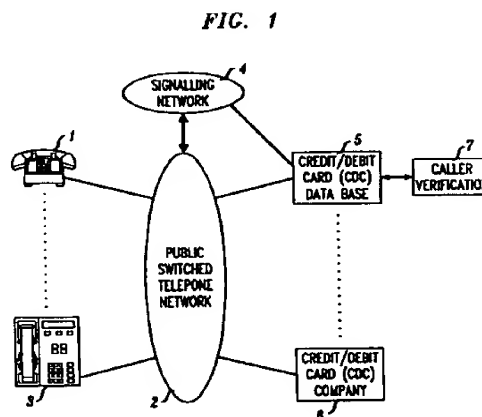 FIG. 1
4
SIGNALLING
NETWORK
1
5
CREDIT/DEBIT
CARD (CDC)
DATA BASE
7
CALLER
VERIFICATION
PUBLIC
SWITCHED
TELEPONE
NETWORK
3
2
CREDIT/DEBIT
CARD (CDC)
COMPANY